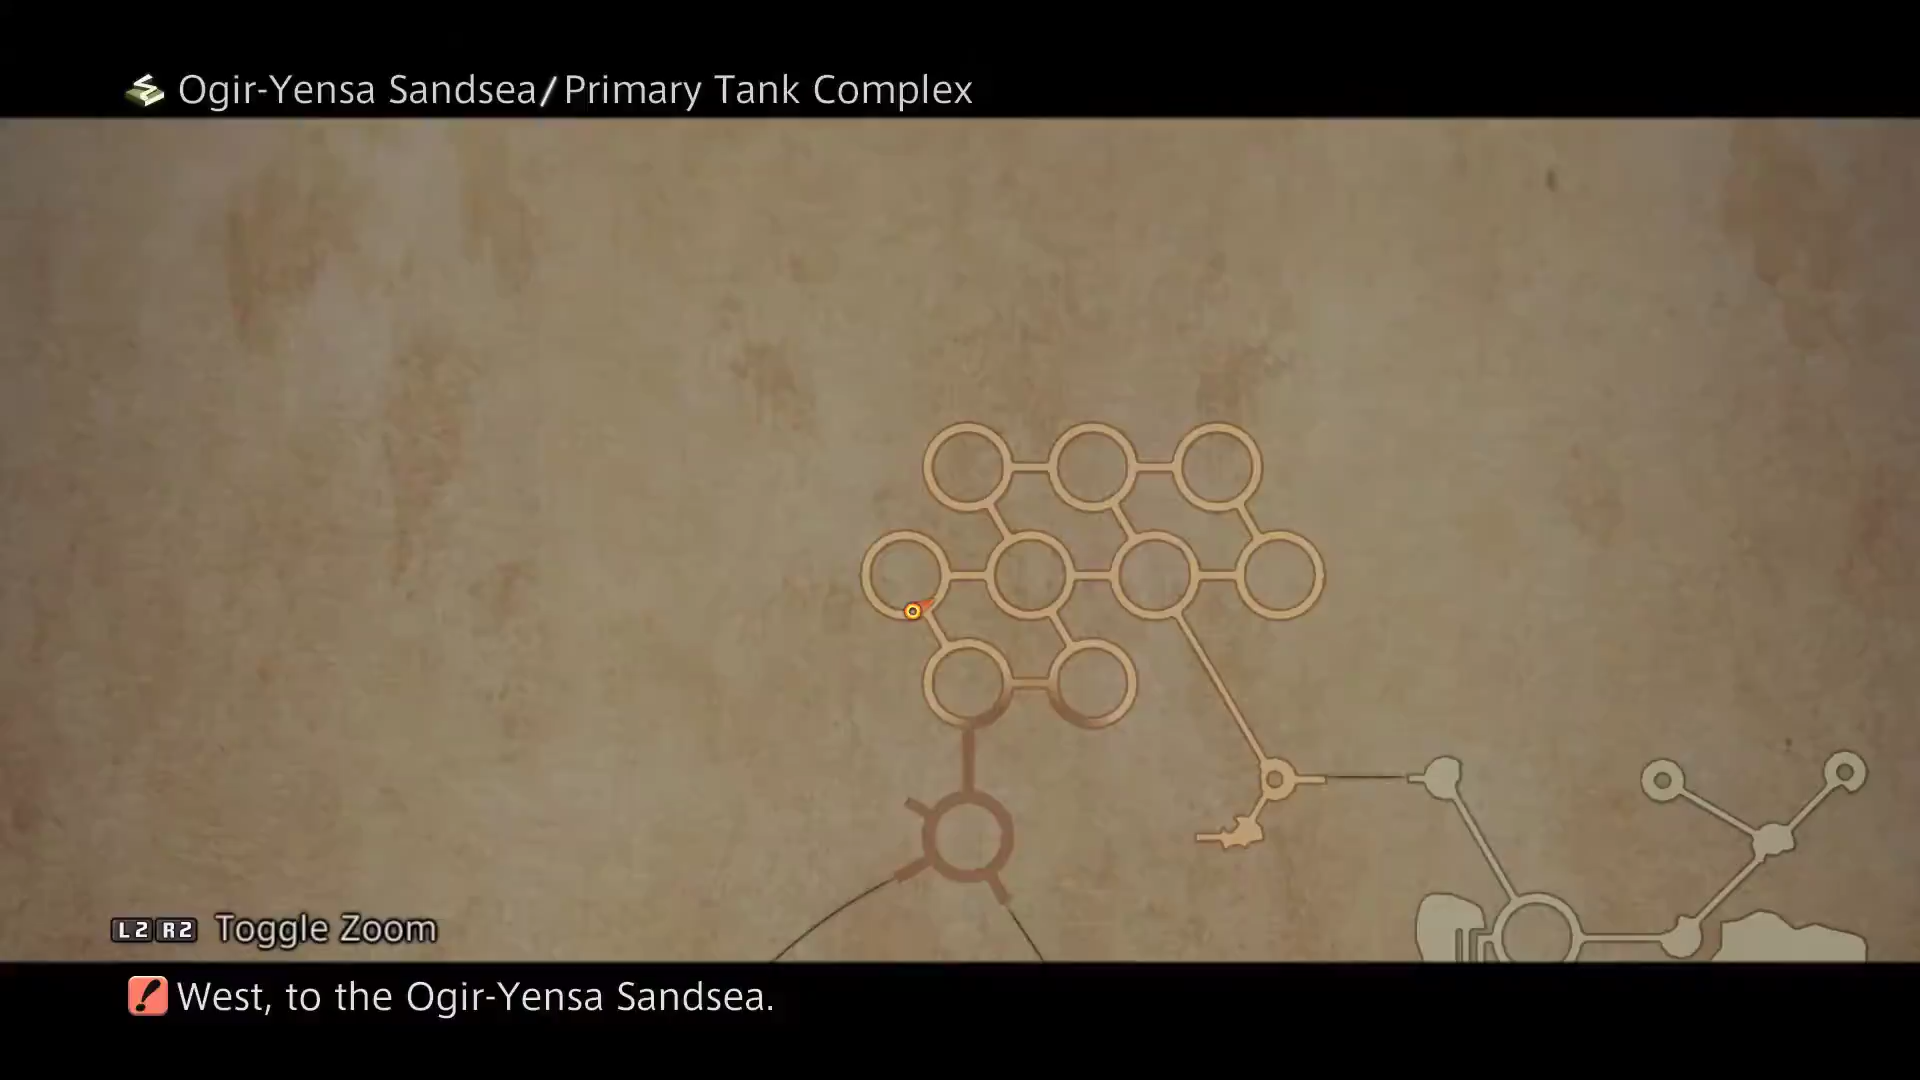 Ogir-Yensa Sandsea/Primary Tank Complex
L2 R2 Toggle Zoom
West, to the Ogir-Yensa Sandsea.